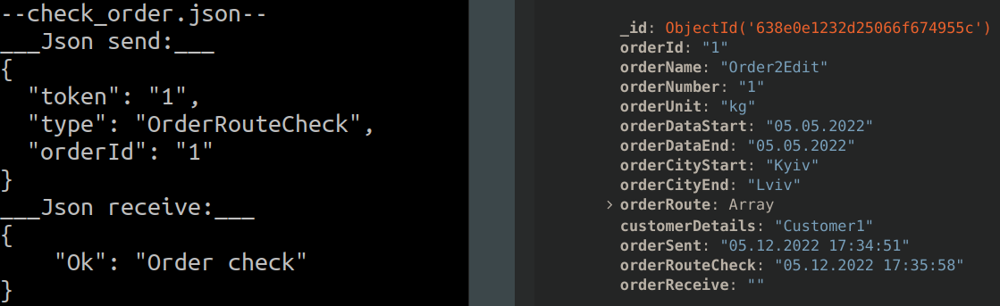 --check_order.json--
___Json send:___
{
  "token": "1",
  "type": "OrderRouteCheck",
  "orderId": "1"
}
___Json receive:___
{
    "Ok": "Order check"
}
_id: ObjectId('638e0e1232d25066f674955c')
orderId: "1"
orderName: "Order2Edit"
orderNumber: "1"
orderUnit: "kg"
orderDataStart: "05.05.2022"
orderDataEnd: "05.05.2022"
orderCityStart: "Kyiv"
orderCityEnd: "Lviv"
> orderRoute: Array
customerDetails: "Customer1"
orderSent: "05.12.2022 17:34:51"
orderRouteCheck: "05.12.2022 17:35:58"
orderReceive: ""